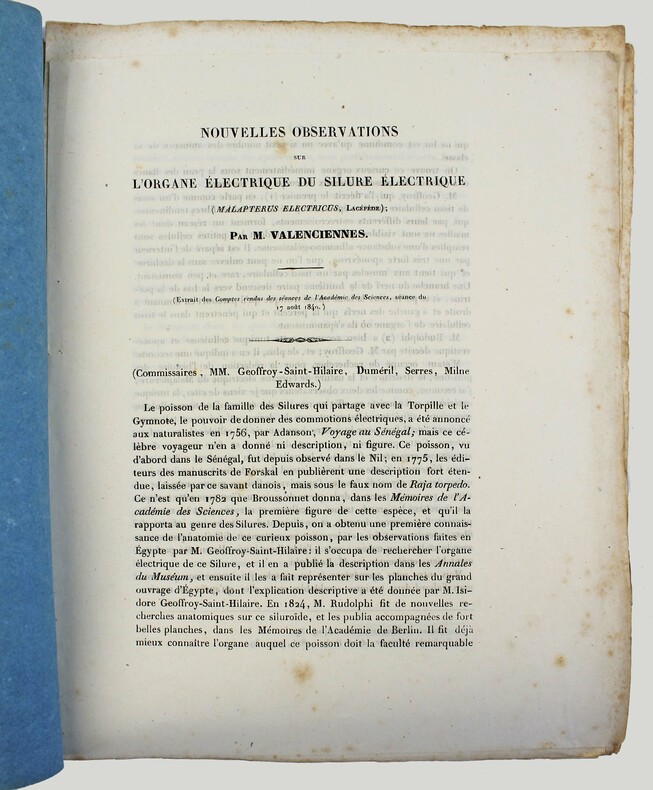 NOUVELLES OBSERVATIONS
SUR
L'ORGANE ÉLECTRIQUE DU SILURE ÉLECTRIQUE
(MALAPTERUS ELECTRICUS, LACÉPÈDE);
PAR M. VALENCIENNES.
(Extrait des Comptes rendus des séances de l'Académie des Sciences, séance du
17 août 1840.)
(Commissaires, MM. Geoffroy-Saint-Hilaire, Duméril, Serres, Milne
Edwards.)
Le poisson de la famille des Silures qui partage avec la Torpille et le
Gymnote, le pouvoir de donner des commotions électriques, a été annoncé
aux naturalistes en 1756, par Adanson, Voyage au Sénégal; mais ce cé-
lèbre voyageur n'en a donné ni description, ni figure. Ce poisson, vu
d'abord dans le Sénégal, fut depuis observé dans le Nil; en 1775, les édi-
teurs des manuscrits de Forskal en publièrent une description fort éten-
due, laissée par ce savant danois, mais sous le faux nom de Raja torpedo.
Ce n'est qu'en 1782 que Broussonnet donna, dans les Mémoires de l'A-
cadémie des Sciences, la première figure de cette espèce, et qu'il la
rapporta au genre des Silures. Depuis, on a obtenu une première connais-
sance de l'anatomie de ce curieux poisson, par les observations faites en
Égypte par M. Geoffroy-Saint-Hilaire: il s'occupa de rechercher l'organe
électrique de ce Silure, et il en a publié la description dans les Annales
du Muséum, et ensuite il les a fait représenter sur les planches du grand
ouvrage d'Égypte, dont l'explication descriptive a été donnée par M. Isi-
dore Geoffroy-Saint-Hilaire. En 1824, M. Rudolphi fit de nouvelles re-
cherches anatomiques sur ce siluroïde, et les publia accompagnées de fort
belles planches, dans les Mémoires de l'Académie de Berlin. Il fit déjà
mieux connaître l'organe auquel ce poisson doit la faculté remarquable